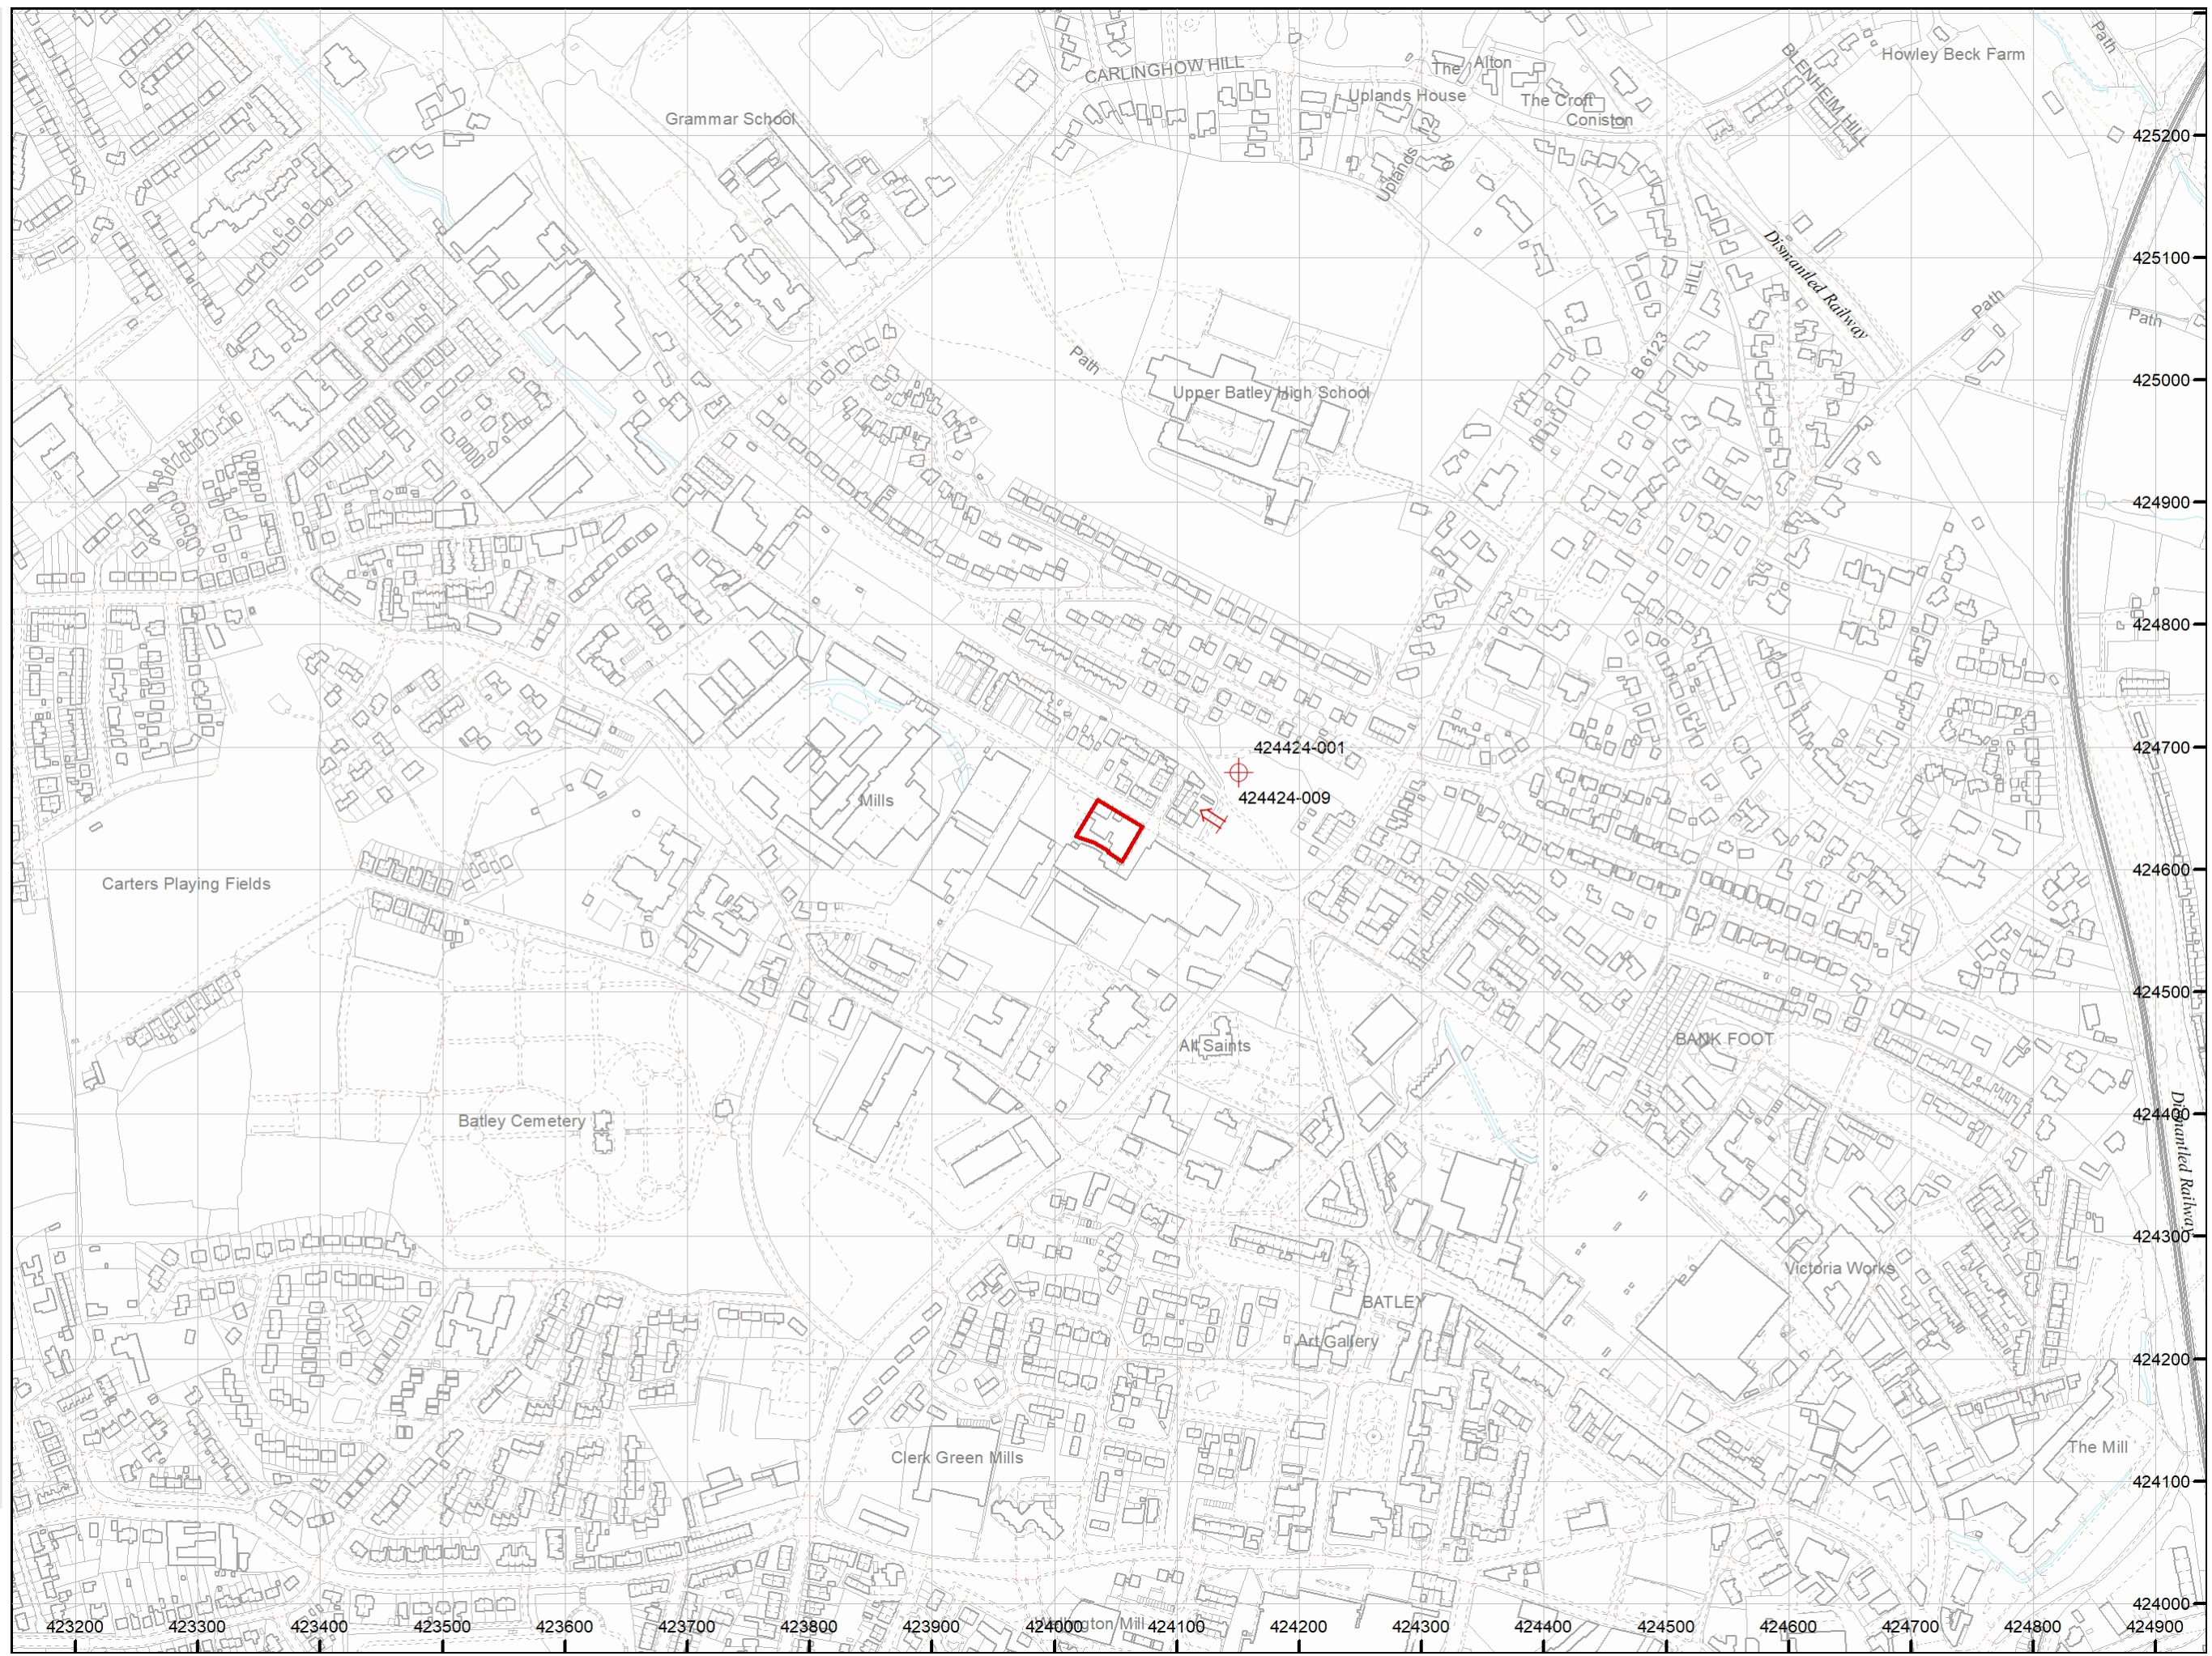 Path
Howley Beck Farm
BLENHEIM HILL
CARLINGHOW HILL
The Alton
Uplands House
The Croft
Coniston
Grammar School
Uplands
12
10
425200
Dismantled Railway
425100
HILL
Path
Path
B 6123
Path
Upper Batley High School
425000
424900
424800
424700
424424-001
424424-009
Mills
Carters Playing Fields
424600
424500
BANK FOOT
All Saints
Batley Cemetery
424400
Dismantled Railway
424300
Victoria Works
BATLEY
Art Gallery
424200
Clerk Green Mills
The Mill
424100
424000
423200 423300 423400 423500 423600 423700 423800 423900 424000 424100 424200 424300 424400 424500 424600 424700 424800 424900